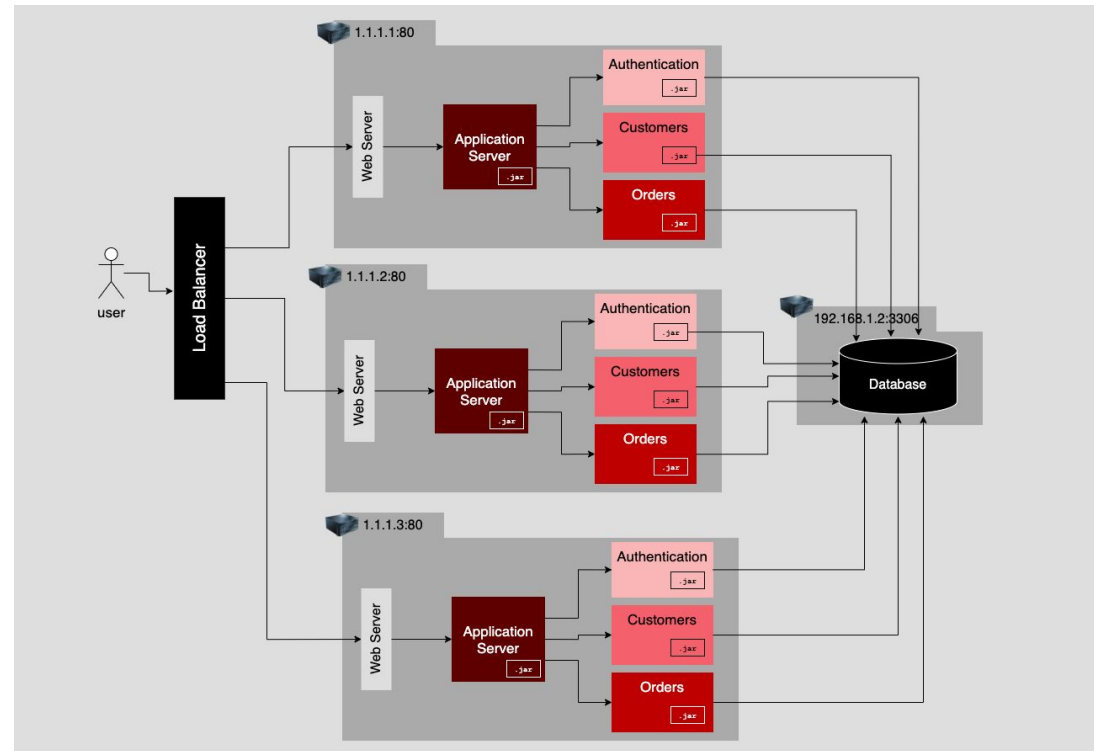 1.1.1.1:80
Web Server
Application
Server
.jar
Authentication
.jar
Customers
.jar
Orders
.jar
Load Balancer
user
1.1.1.2:80
Web Server
Application
Server
.jar
Authentication
.jar
Customers
.jar
Orders
.jar
192.168.1.2:3306
Database
1.1.1.3:80
Web Server
Application
Server
.jar
Authentication
.jar
Customers
.jar
Orders
.jar